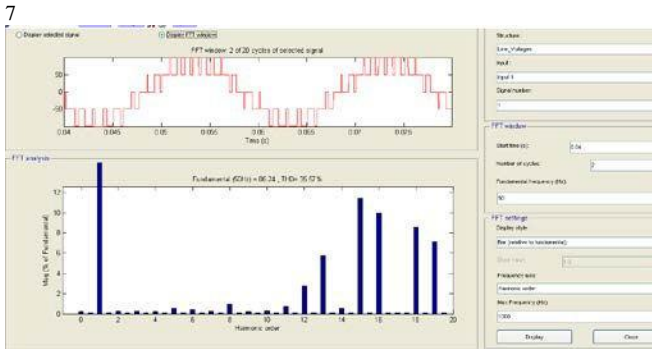 7
Display selected signal
Display FFT window
FFT window: 2 of 20 cycles of selected signal
50
0
-50
0.04 0.045 0.05 0.055 0.06 0.065 0.07 0.075
Time (s)
FFT analysis
Fundamental (50Hz) =
Mag (% of Fundamental)
12
10
8
6
4
2
0
0 2 4 6 8 10 12 14 16 18 20
Harmonic order
Structure:
Line_Voltages
Input:
input 1
Signal number:
1
FFT window
Start time (s):
0.04
Number of cycles:
2
Fundamental frequency (Hz):
50
FFT settings
Display style:
Bar (relative to fundamental)
Frequency axis:
Harmonic order
Max Frequency (Hz):
1000
Display
Close